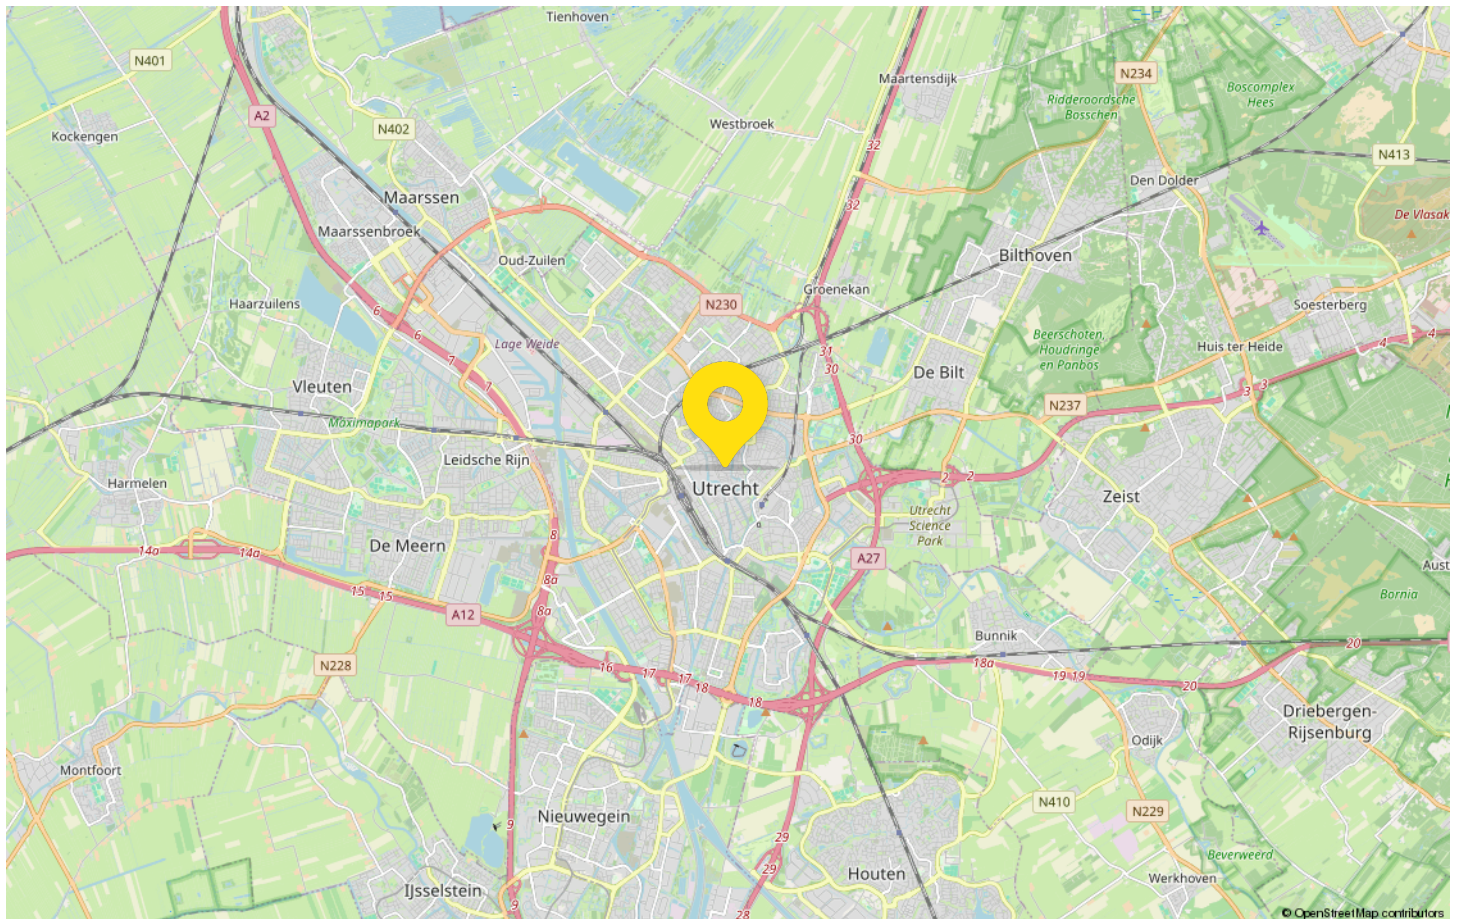 Tienhoven
N401
Maartensdijk
N234
Boscomplex
Hees
Ridderoordsche
Bosschen
A2
N402
Westbroek
Kockengen
32
N413
Den Dolder
Maarssen
32
De Vlasak
Maarssenbroek
Oud-Zuilen
Bilthoven
Groenekan
Haarzuilens
N230
Soesterberg
6
6
Lage Weide
7
7
31
30
Beerschoten,
Houdringe
en Panbos
Huis ter Heide
4
4
Vleuten
De Bilt
3
3
N237
Maximapark
30
Leidsche Rijn
Harmelen
Utrecht
2
2
Zeist
Utrecht
Science
Park
De Meern
8
14a
14a
A27
Aust
8a
15
15
8a
A12
Bornia
Bunnik
N228
16
17
17
18
18
18a
19
19
20
20
Driebergen-
Rijsenburg
Odijk
Montfoort
N410
N229
Nieuwegein
9
29
29
Beverweerd
Houten
Werkhoven
IJsselstein
9
28
© OpenStreetMap contributors